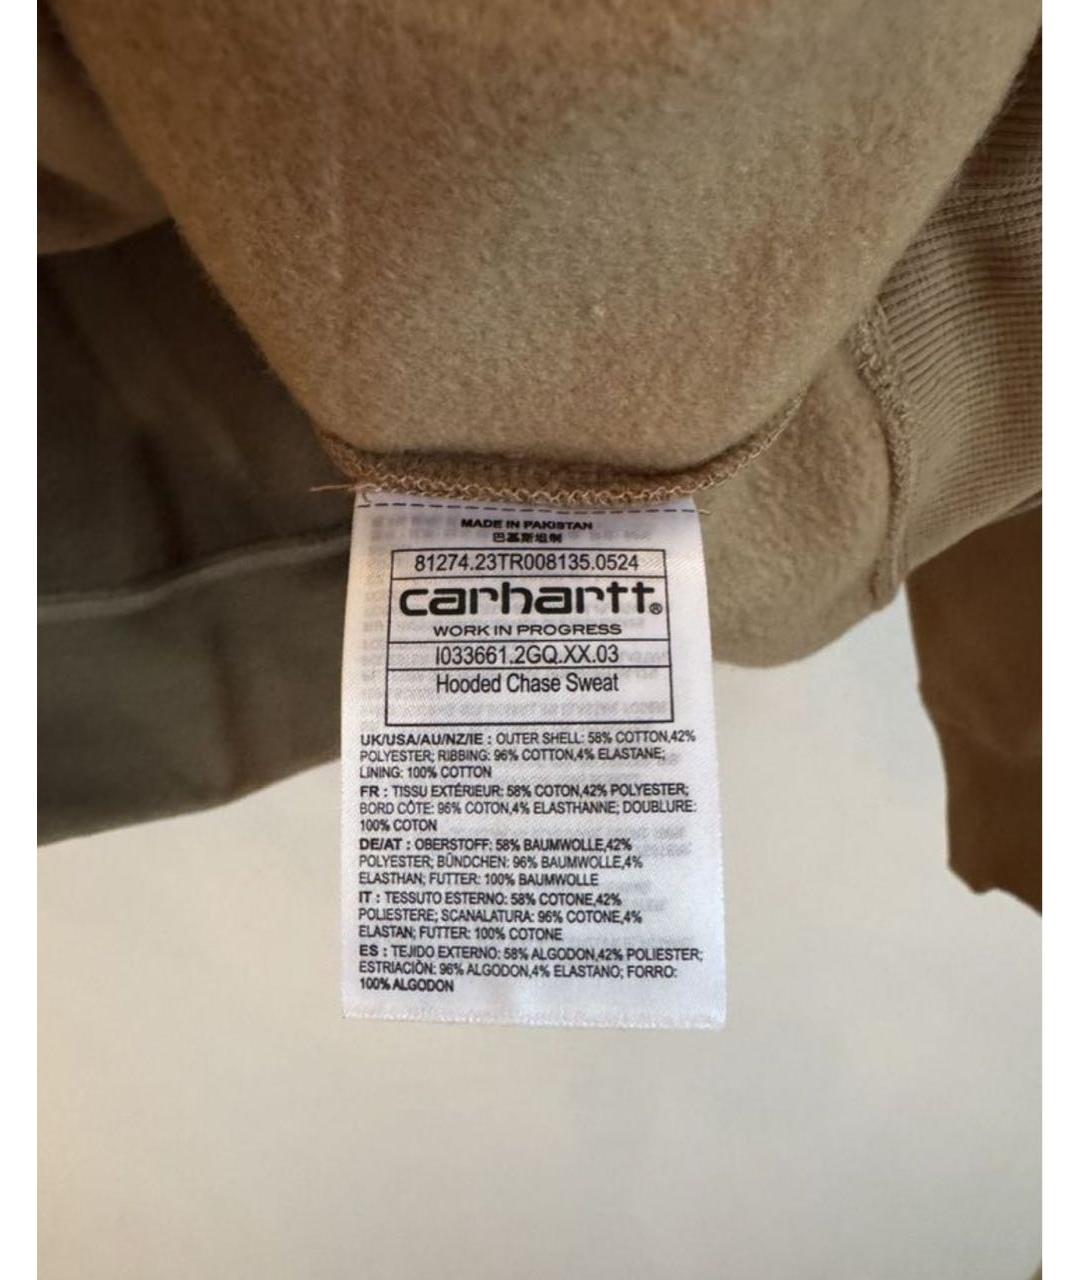 MADE IN PAKISTAN
巴基斯坦制
81274.23TR008135.0524
carhartt®
WORK IN PROGRESS
I033661.2GQ.XX.03
Hooded Chase Sweat
UK/USA/AU/NZ/IE : OUTER SHELL: 58% COTTON,42%
POLYESTER; RIBBING: 96% COTTON,4% ELASTANE;
LINING: 100% COTTON
FR : TISSU EXTÉRIEUR: 58% COTON,42% POLYESTER;
BORD CÔTE: 96% COTON,4% ELASTHANNE; DOUBLURE:
100% COTON
DE/AT : OBERSTOFF: 58% BAUMWOLLE,42%
POLYESTER; BÜNDCHEN: 96% BAUMWOLLE,4%
ELASTHAN; FUTTER: 100% BAUMWOLLE
IT : TESSUTO ESTERNO: 58% COTONE,42%
POLIESTERE; SCANALATURA: 96% COTONE,4%
ELASTAN; FUTTER: 100% COTONE
ES : TEJIDO EXTERNO: 58% ALGODON,42% POLIESTER;
ESTRIACIÒN: 96% ALGODON,4% ELASTANO; FORRO:
100% ALGODON